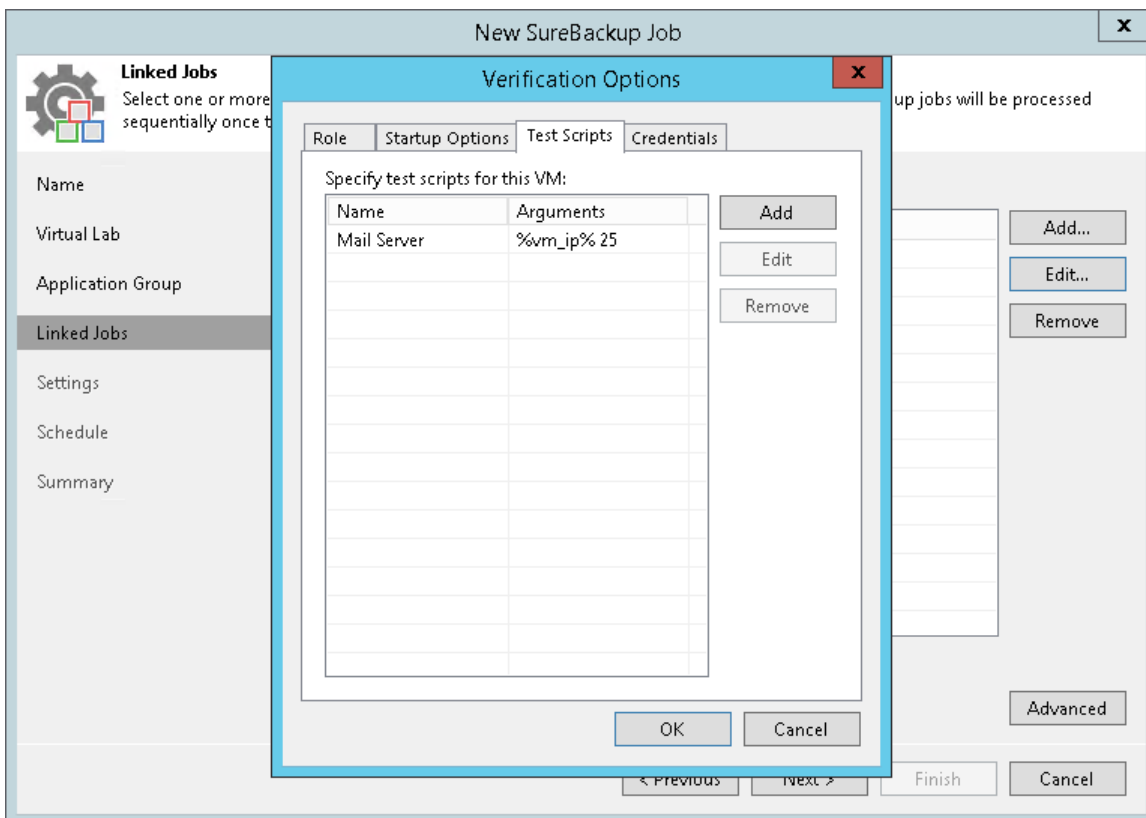 New SureBackup Job
x
Linked Jobs
Select one or more
up jobs will be processed
sequentially once t
Name
Virtual Lab
Application Group
Linked Jobs
Settings
Schedule
Summary
Verification Options
x
Role Startup Options Test Scripts Credentials
Specify test scripts for this VM:
Name Arguments
Mail Server %vm_ip% 25
Add
Edit
Remove
OK Cancel
Add...
Edit...
Remove
Advanced
< Previous Next > Finish Cancel